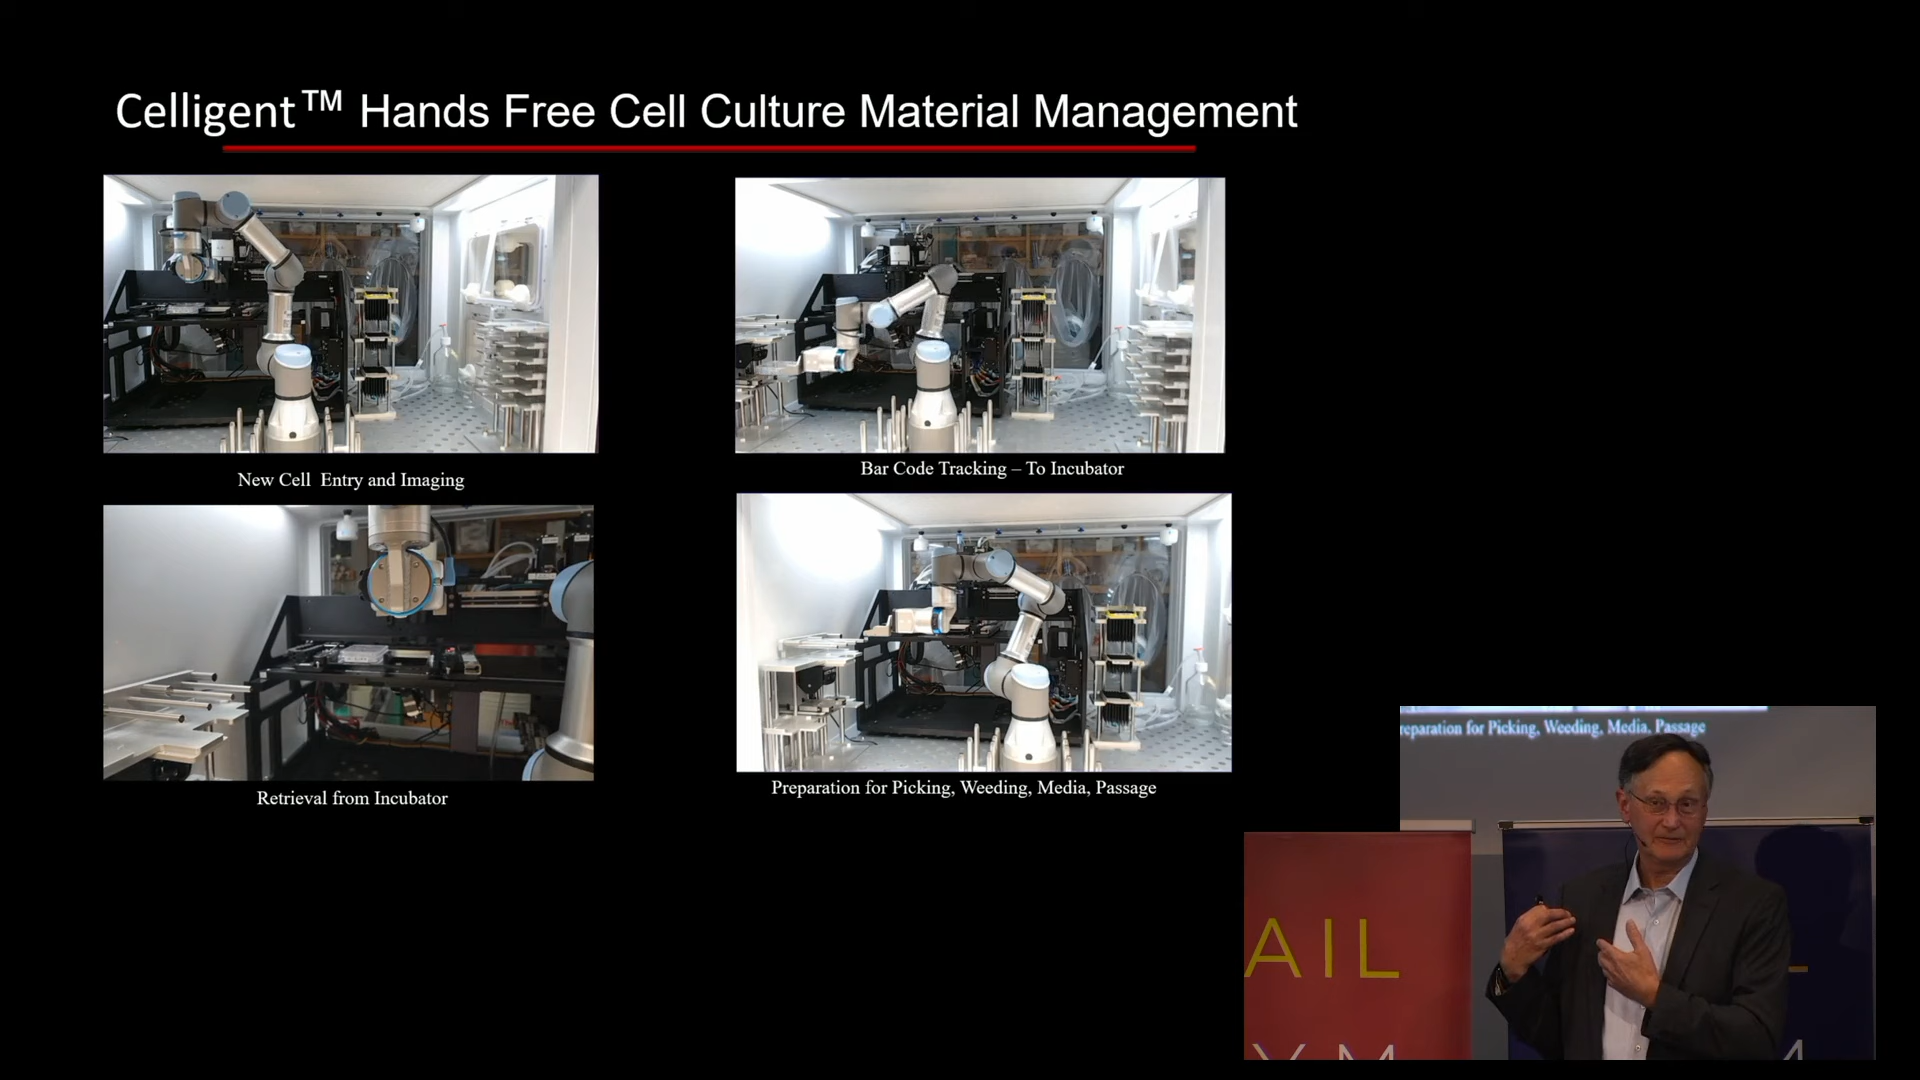 Celligent™ Hands Free Cell Culture Material Management
New Cell Entry and Imaging
Bar Code Tracking – To Incubator
Retrieval from Incubator
Preparation for Picking, Weeding, Media, Passage
reparation for Picking, Weeding, Media, Passage
AIL